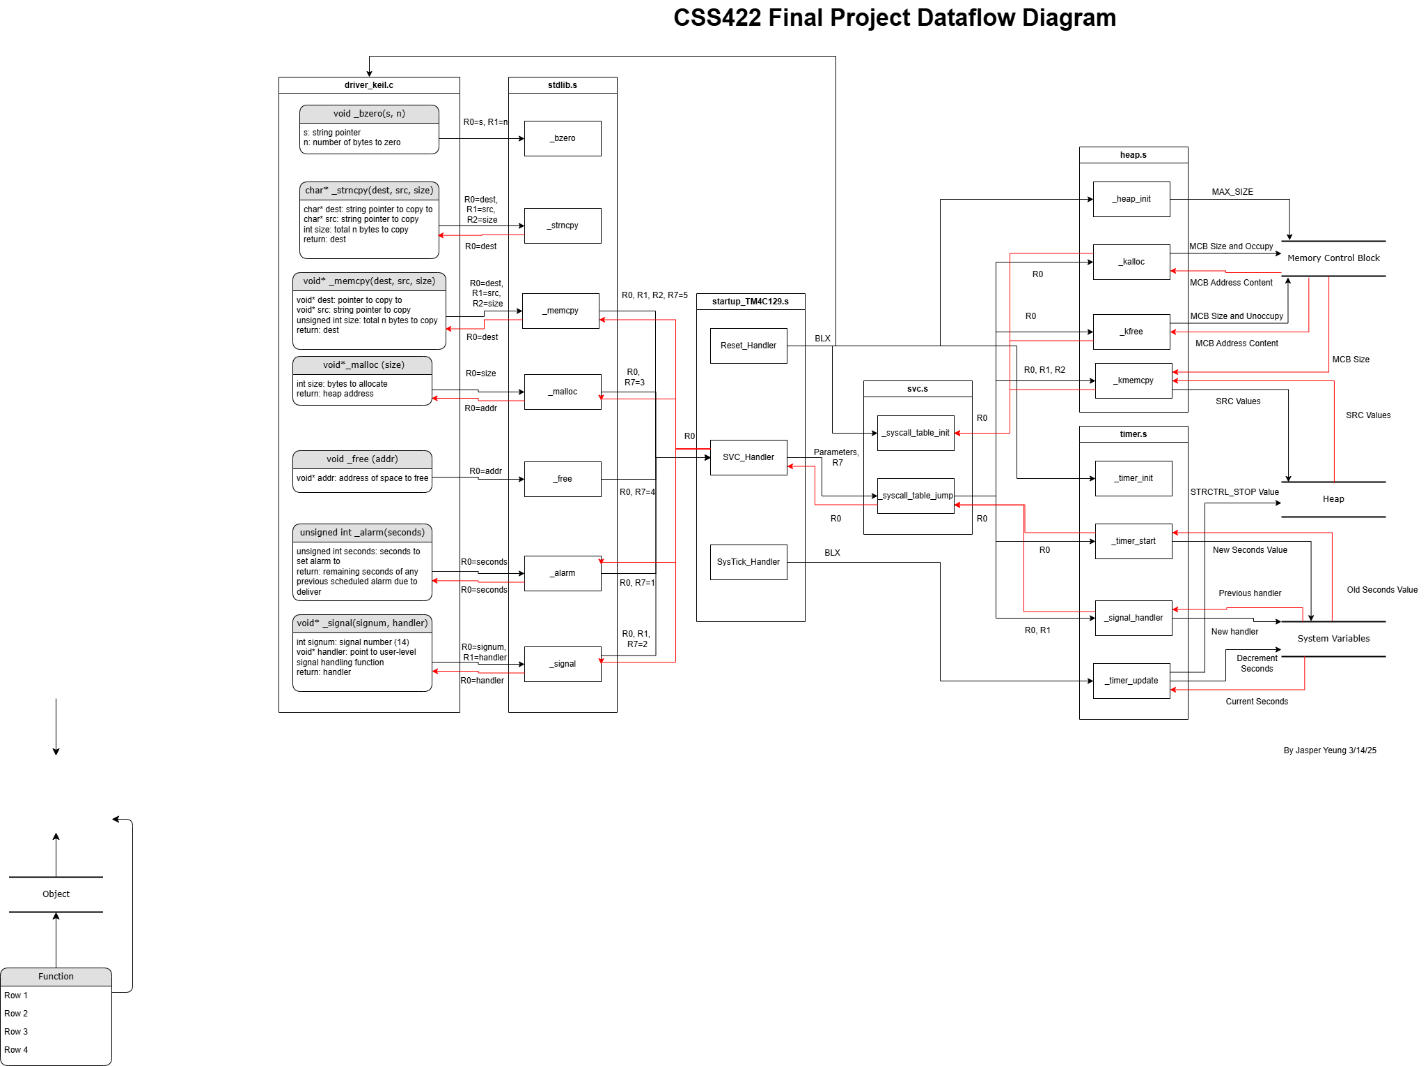 CSS422 Final Project Dataflow Diagram
driver_keil.c
void _bzero(s, n)
s: string pointer
n: number of bytes to zero
char* _strncpy(dest, src, size)
char* dest: string pointer to copy to
char* src: string pointer to copy
int size: total n bytes to copy
return: dest
void* _memcpy(dest, src, size)
void* dest: pointer to copy to
void* src: string pointer to copy
unsigned int size: total n bytes to copy
return: dest
void*_malloc (size)
int size: bytes to allocate
return: heap address
void _free (addr)
void* addr: address of space to free
unsigned int _alarm(seconds)
unsigned int seconds: seconds to
set alarm to
return: remaining seconds of any
previous scheduled alarm due to
deliver
void* _signal(signum, handler)
int signum: signal number (14)
void* handler: point to user-level
signal handling function
return: handler
R0=s, R1=n
R0=dest,
R1=src,
R2=size
R0=dest
R0=dest,
R1=src,
R2=size
R0=dest
R0=size
R0=addr
R0=addr
R0=seconds
R0=seconds
R0=signum,
R1=handler
R0=handler
stdlib.s
_bzero
_strncpy
_memcpy
_malloc
_free
_alarm
_signal
R0, R1, R2, R7=5
R0,
R7=3
R0, R7=4
R0, R7=1
R0, R1,
R7=2
R0
startup_TM4C129.s
Reset_Handler
SVC_Handler
SysTick_Handler
BLX
Parameters,
R7
R0
BLX
svc.s
_syscall_table_init
_syscall_table_jump
R0
R0
R0
R0
R0, R1, R2
R0
R0, R1
heap.s
_heap_init
_kalloc
_kfree
_kmemcpy
timer.s
_timer_init
_timer_start
_signal_handler
_timer_update
MAX_SIZE
MCB Size and Occupy
MCB Address Content
MCB Size and Unoccupy
MCB Address Content
MCB Size
SRC Values
SRC Values
STRCTRL_STOP Value
New Seconds Value
Old Seconds Value
Previous handler
New handler
Decrement
Seconds
Current Seconds
Memory Control Block
Heap
System Variables
By Jasper Yeung 3/14/25
Object
Function
Row 1
Row 2
Row 3
Row 4